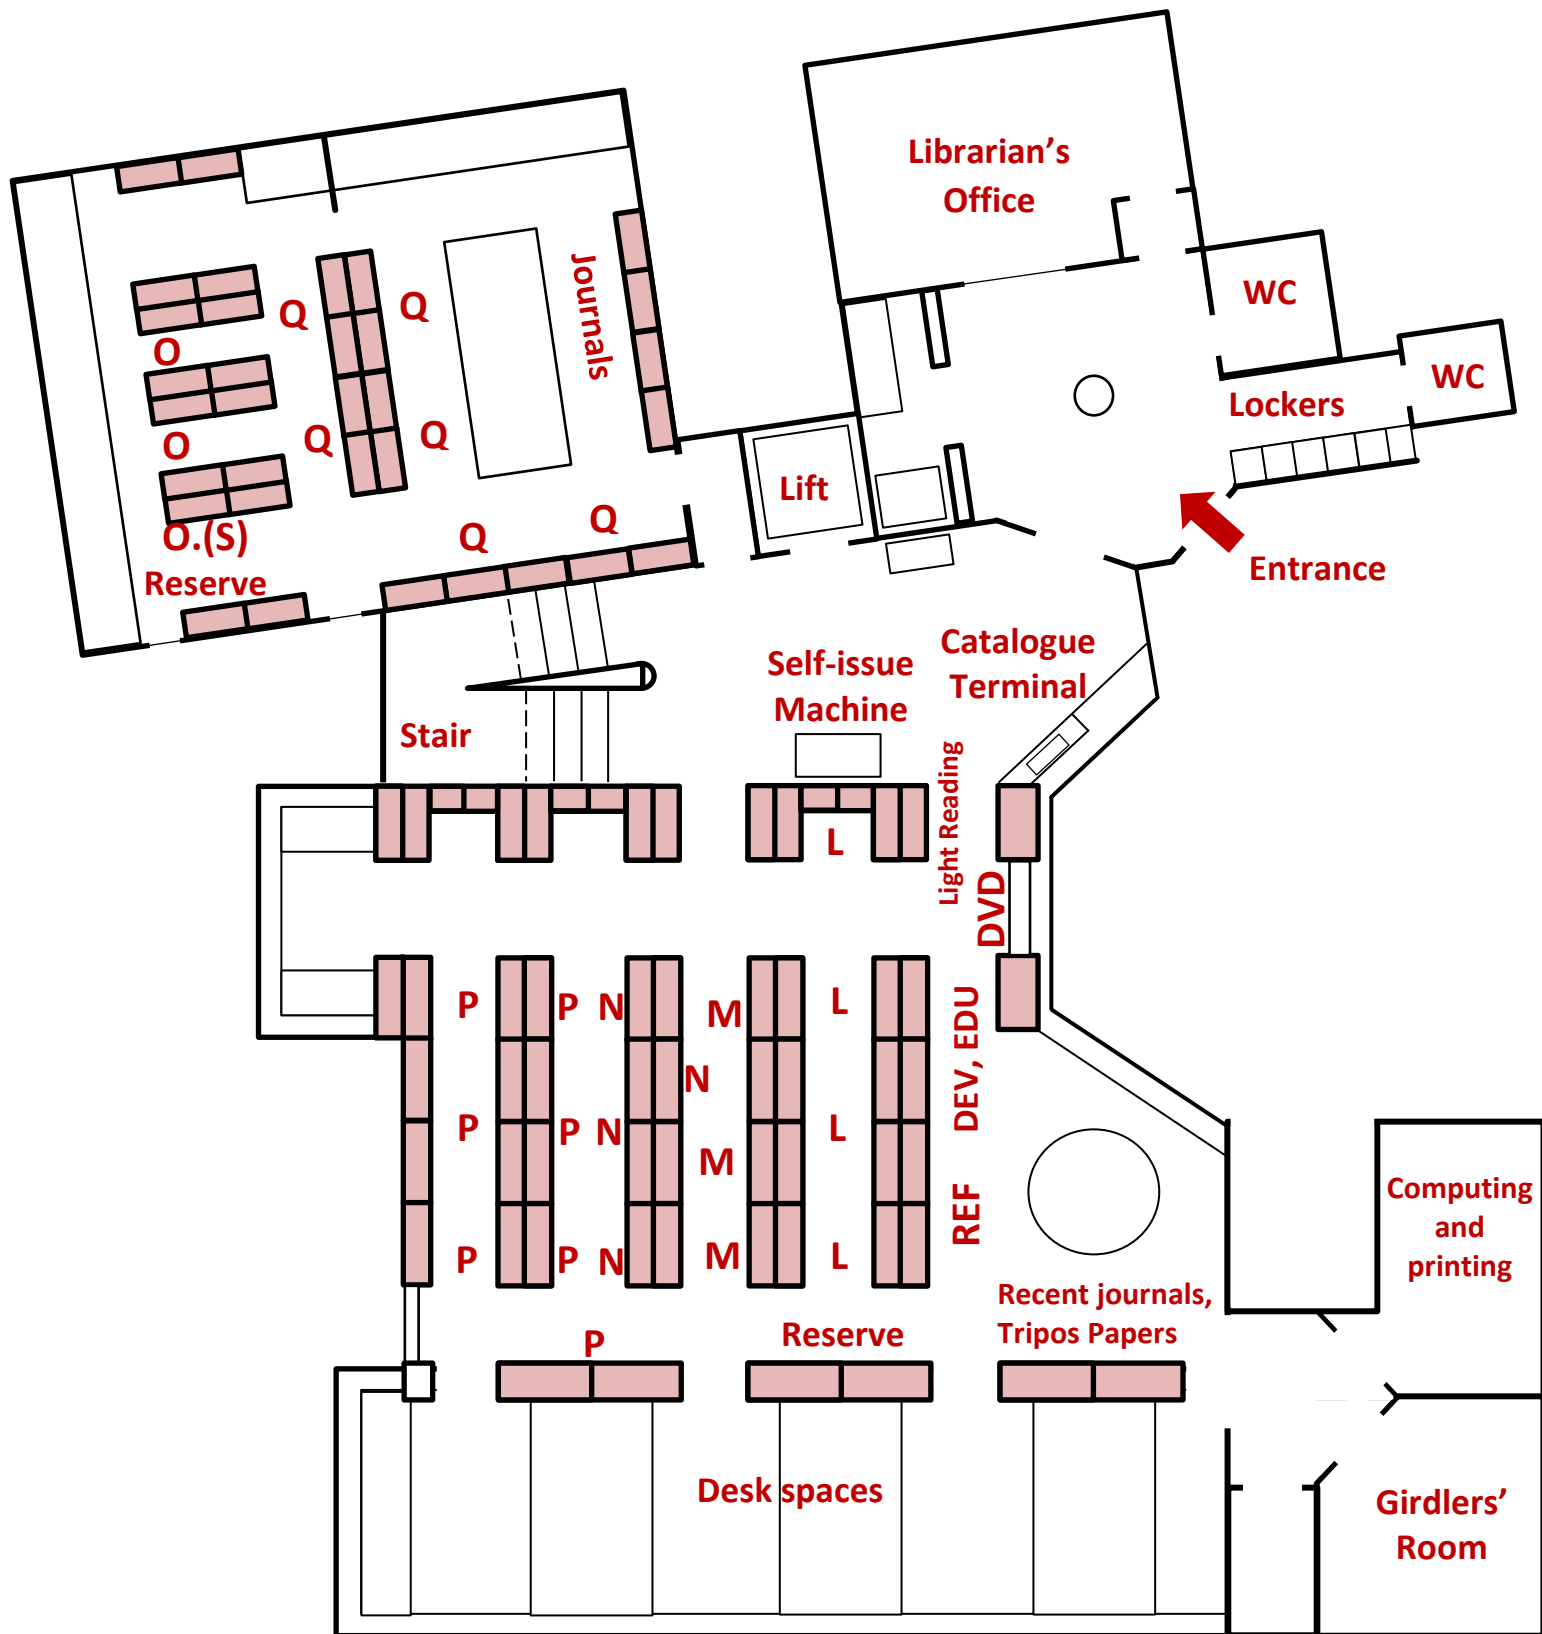 Librarian’s
Office
WC
WC
Lockers
Journals
Q
Q
O
Q
Q
O
Lift
Q
Q
O.(S)
Reserve
Entrance
Self-issue
Machine
Catalogue
Terminal
Stair
Light Reading
L
DVD
P
P
N
M
L
DEV, EDU
N
P
P
N
M
L
REF
P
P
N
M
L
Computing
and
printing
Recent journals,
Tripos Papers
Reserve
P
Desk spaces
Girdlers’
Room